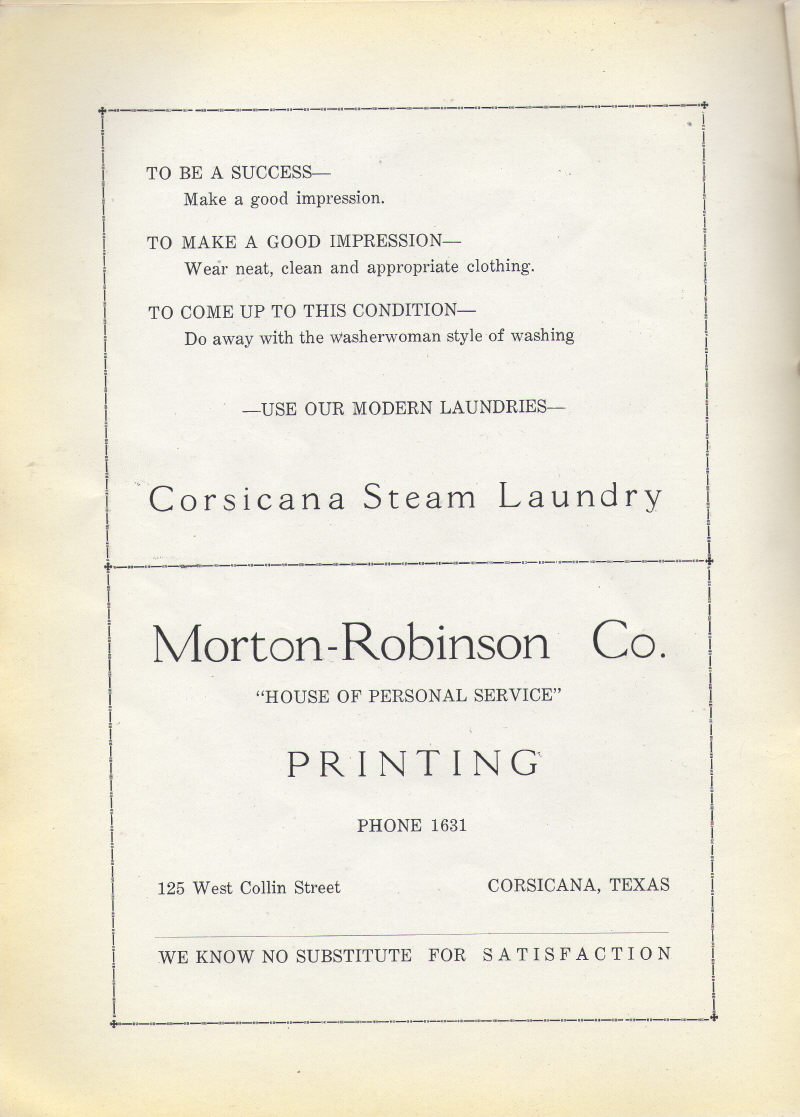 TO BE A SUCCESS—
Make a good impression.
TO MAKE A GOOD IMPRESSION—
Wear neat, clean and appropriate clothing.
TO COME UP TO THIS CONDITION—
Do away with the washerwoman style of washing
—USE OUR MODERN LAUNDRIES—
Corsicana Steam Laundry
Morton-Robinson Co.
“HOUSE OF PERSONAL SERVICE”
PRINTING
PHONE 1631
125 West Collin Street CORSICANA, TEXAS
WE KNOW NO SUBSTITUTE FOR SATISFACTION